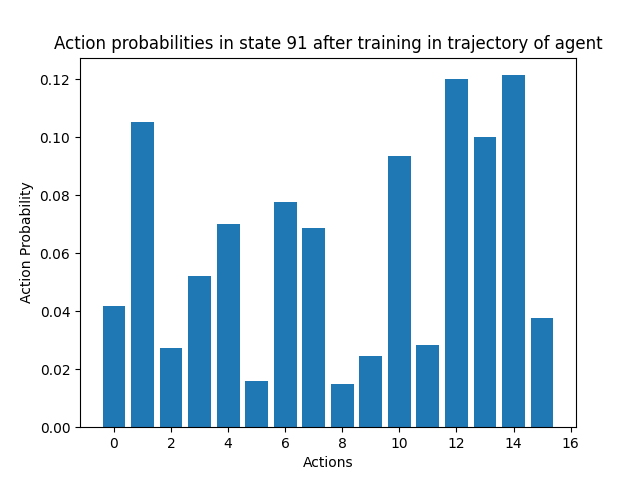 Action probabilities in state 91 after training in trajectory of agent
0.12
0.10
0.08
0.06
0.04
0.02
0.00
Action Probability
0 2 4 6 8 10 12 14 16
Actions